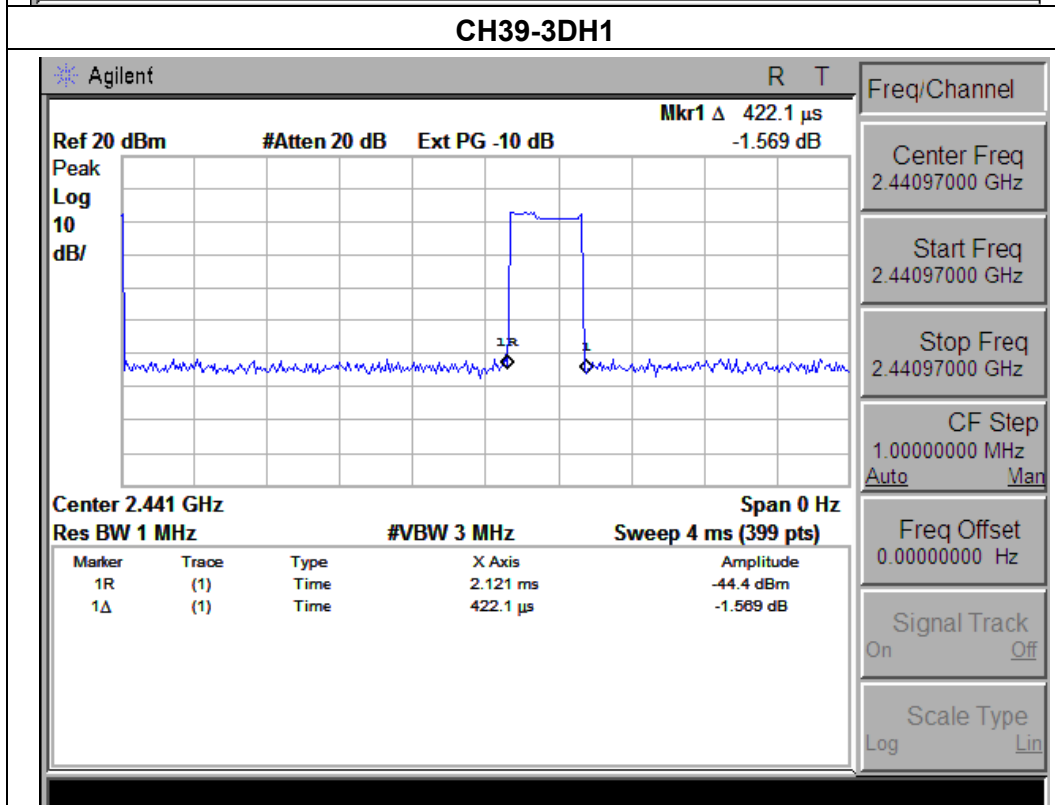 CH39-3DH1
Agilent R T
Mkr1 Δ 422.1 µs
Ref 20 dBm #Atten 20 dB Ext PG -10 dB -1.569 dB
Peak
Log
10
dB/
1R
1
Center 2.441 GHz Span 0 Hz
Res BW 1 MHz #VBW 3 MHz Sweep 4 ms (399 pts)
Marker Trace Type X Axis Amplitude
1R (1) Time 2.121 ms -44.4 dBm
1Δ (1) Time 422.1 µs -1.569 dB
Freq/Channel
Center Freq
2.44097000 GHz
Start Freq
2.44097000 GHz
Stop Freq
2.44097000 GHz
CF Step
1.00000000 MHz
Auto Man
Freq Offset
0.00000000 Hz
Signal Track
On Off
Scale Type
Log Lin